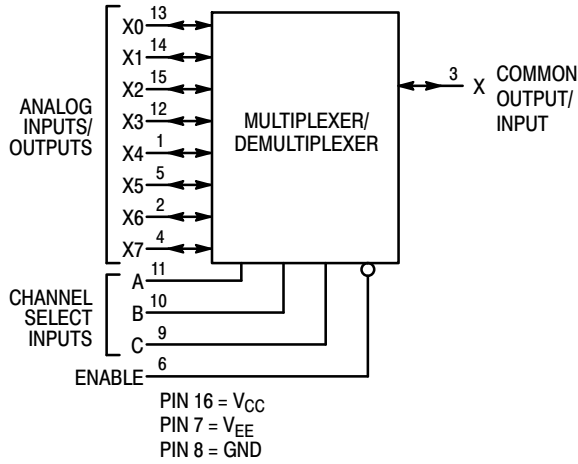 X0 13
X1 14
X2 15
X3 12
X4 1
X5 5
X6 2
X7 4
ANALOG
INPUTS/
OUTPUTS
MULTIPLEXER/
DEMULTIPLEXER
3
X
COMMON
OUTPUT/
INPUT
A 11
B 10
C 9
CHANNEL
SELECT
INPUTS
ENABLE 6
PIN 16 = VCC
PIN 7 = VEE
PIN 8 = GND